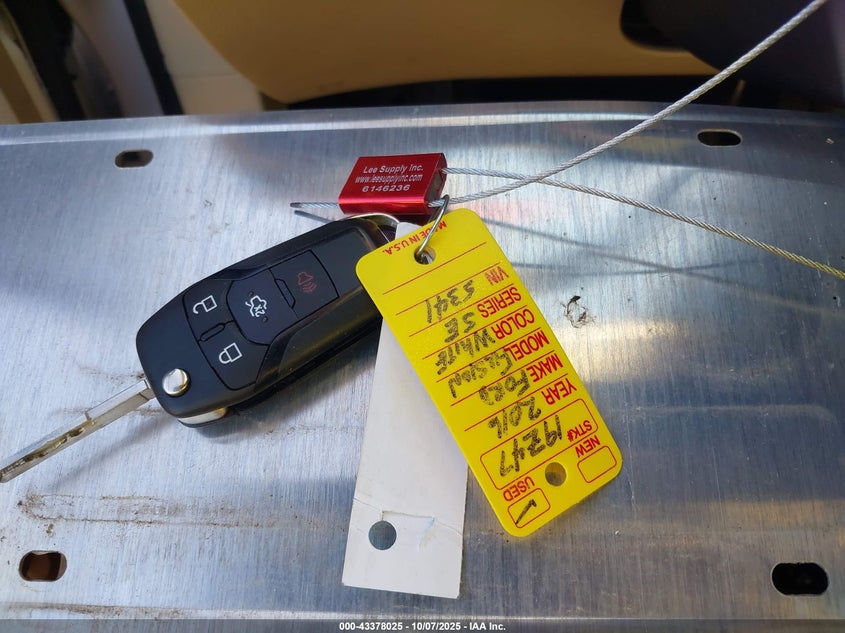 Lee Supply Inc.
www.leesupplyinc.com
6146236
MADE IN U.S.A.
NEW
USED ✓
STK# 19Z47
YEAR 2016
MAKE FORD
MODEL FUSION
COLOR WHITE
SERIES SE
VIN 5341
000-43378025 - 10/07/2025 - IAA Inc.